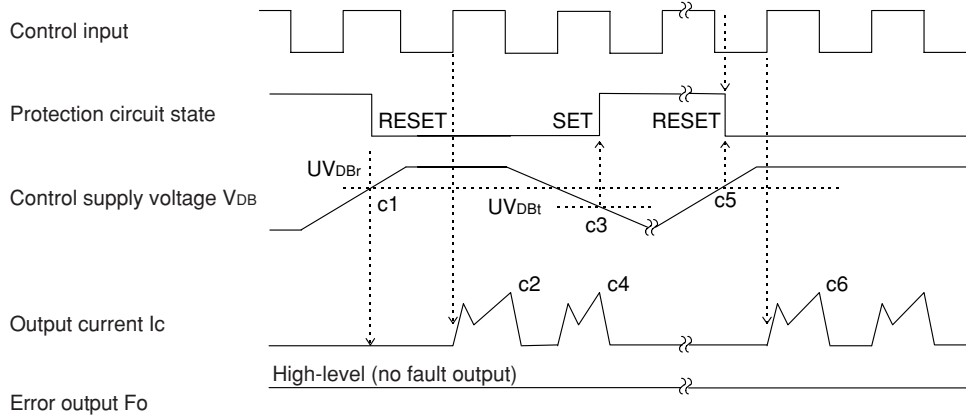 Control input
Protection circuit state
RESET
SET
RESET
UVDBr
Control supply voltage VDB
c1
UVDBt
c3
c5
c2
c4
c6
Output current Ic
High-level (no fault output)
Error output Fo